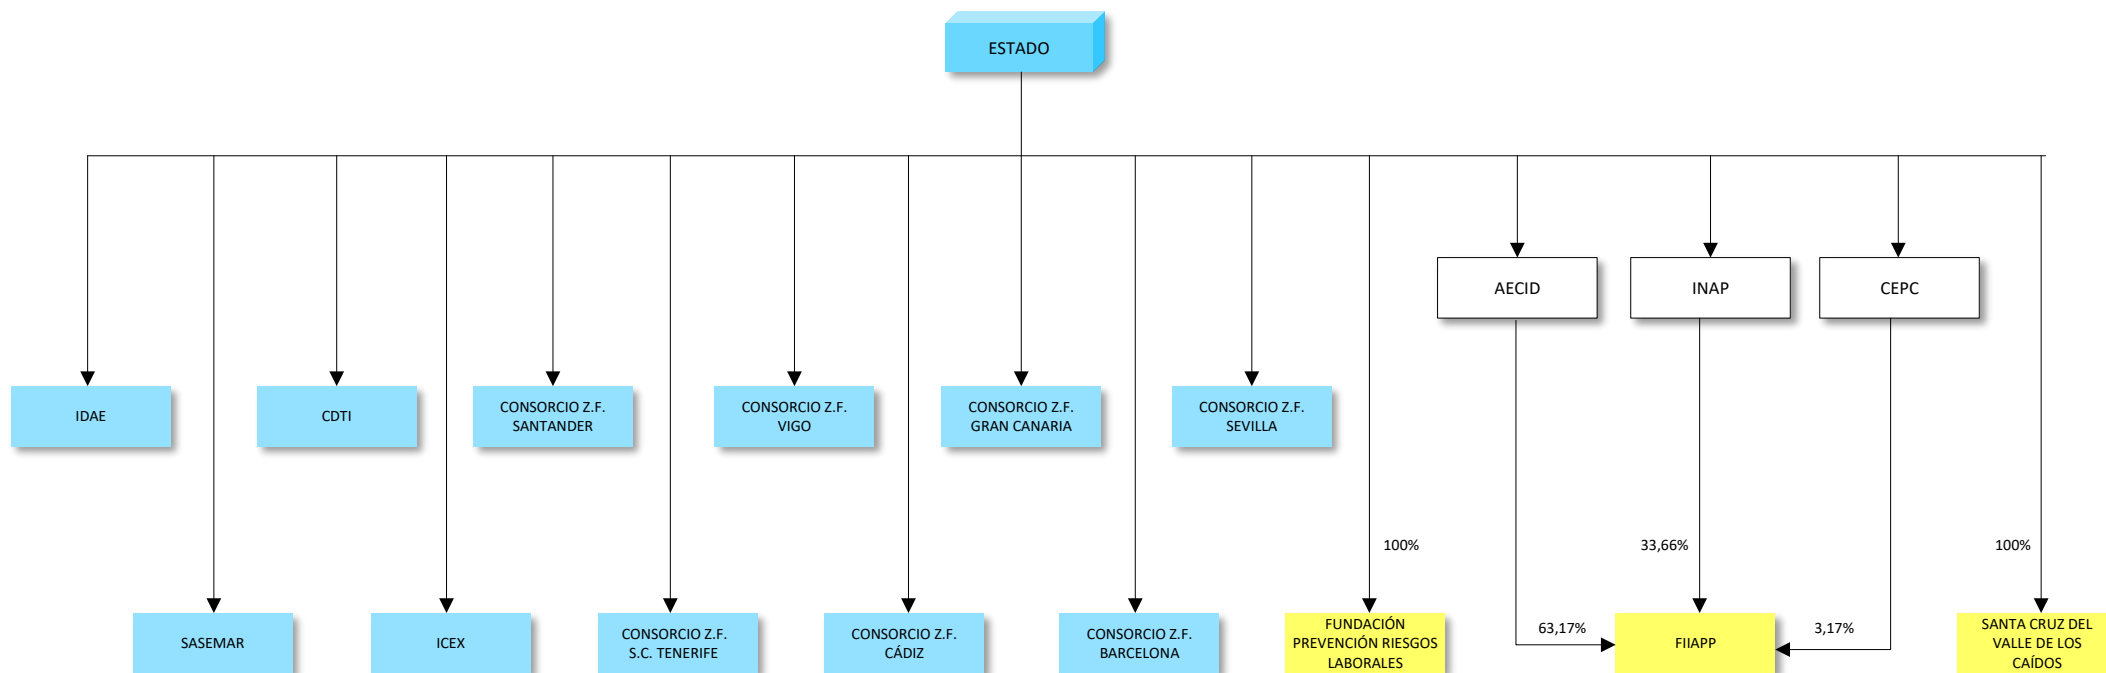 ESTADO
AECID
INAP
CEPC
IDAE
CDTI
CONSORCIO Z.F.
SANTANDER
CONSORCIO Z.F.
VIGO
CONSORCIO Z.F.
GRAN CANARIA
CONSORCIO Z.F.
SEVILLA
100%
33,66%
100%
SASEMAR
ICEX
CONSORCIO Z.F.
S.C. TENERIFE
CONSORCIO Z.F.
CÁDIZ
CONSORCIO Z.F.
BARCELONA
FUNDACIÓN
PREVENCIÓN RIESGOS
LABORALES
63,17%
FIIAPP
3,17%
SANTA CRUZ DEL
VALLE DE LOS
CAÍDOS